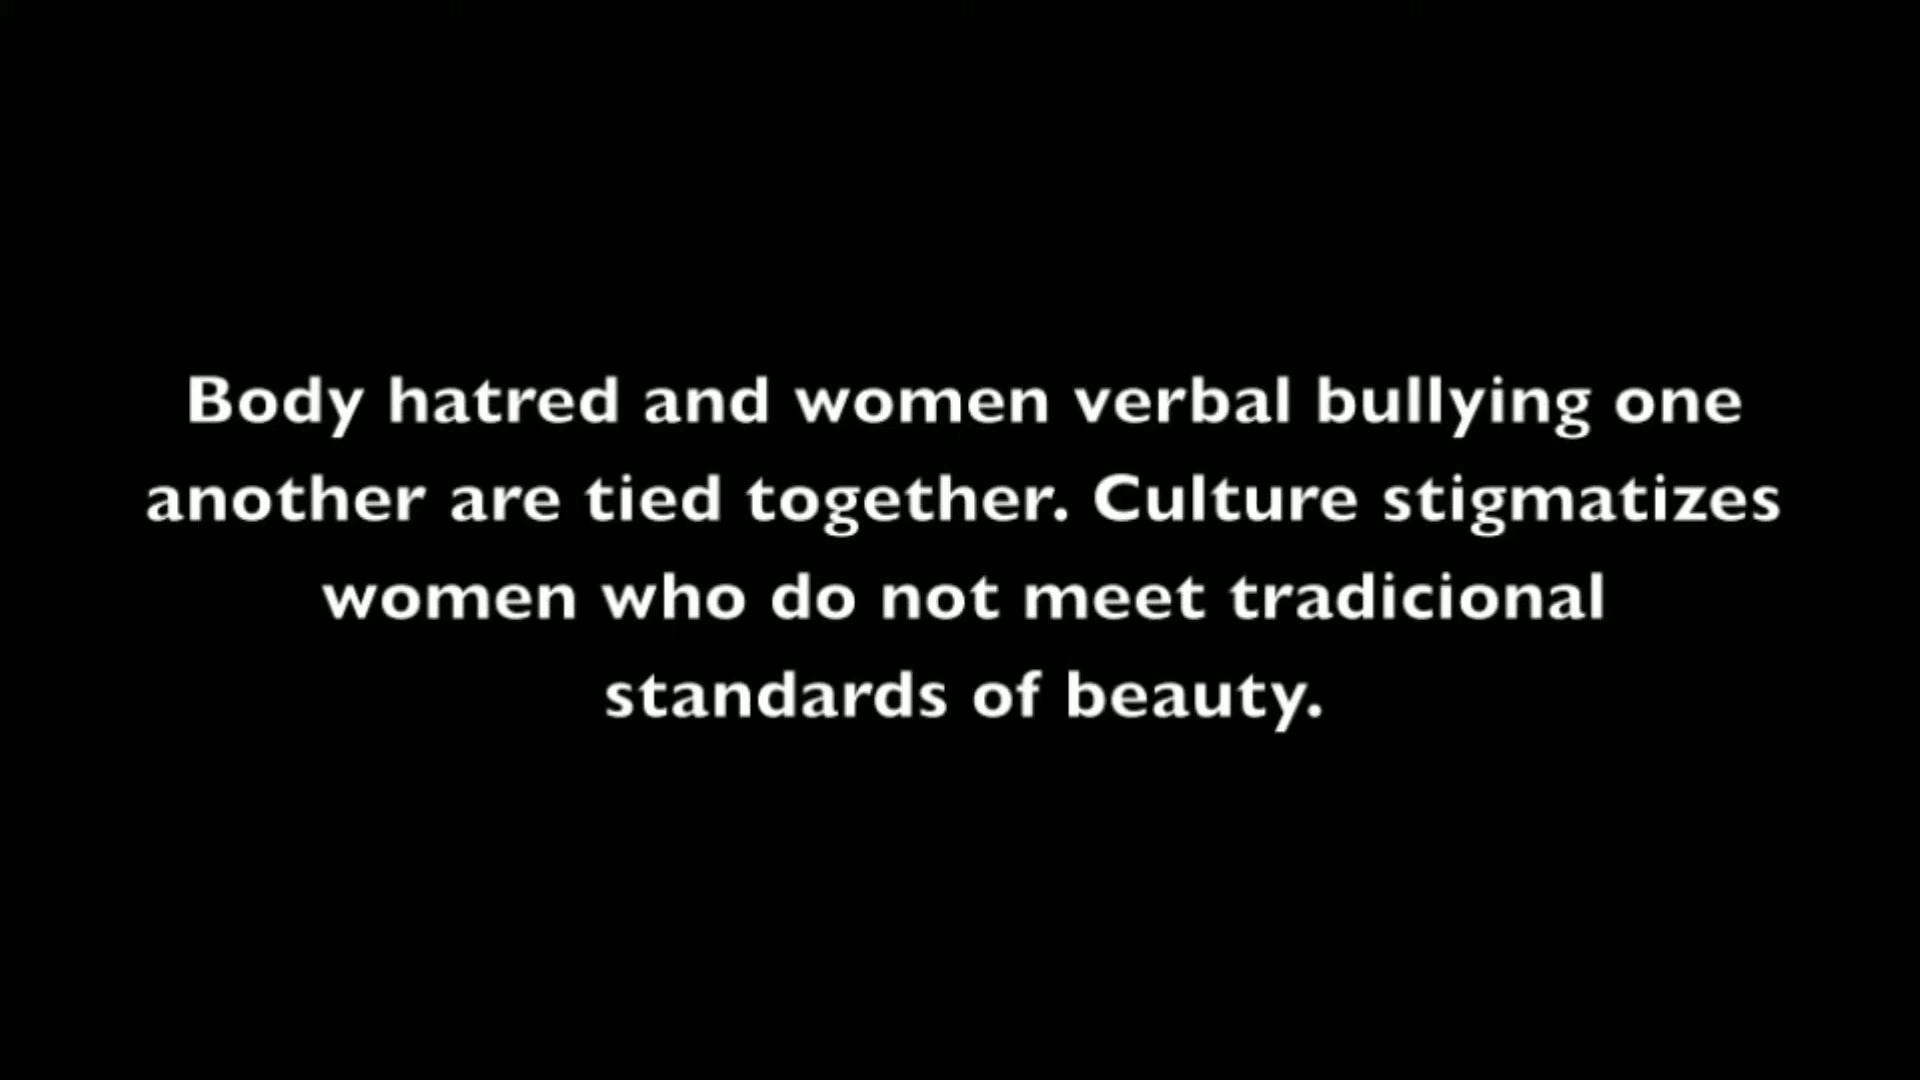 Body hatred and women verbal bullying one
another are tied together. Culture stigmatizes
women who do not meet tradicional
standards of beauty.